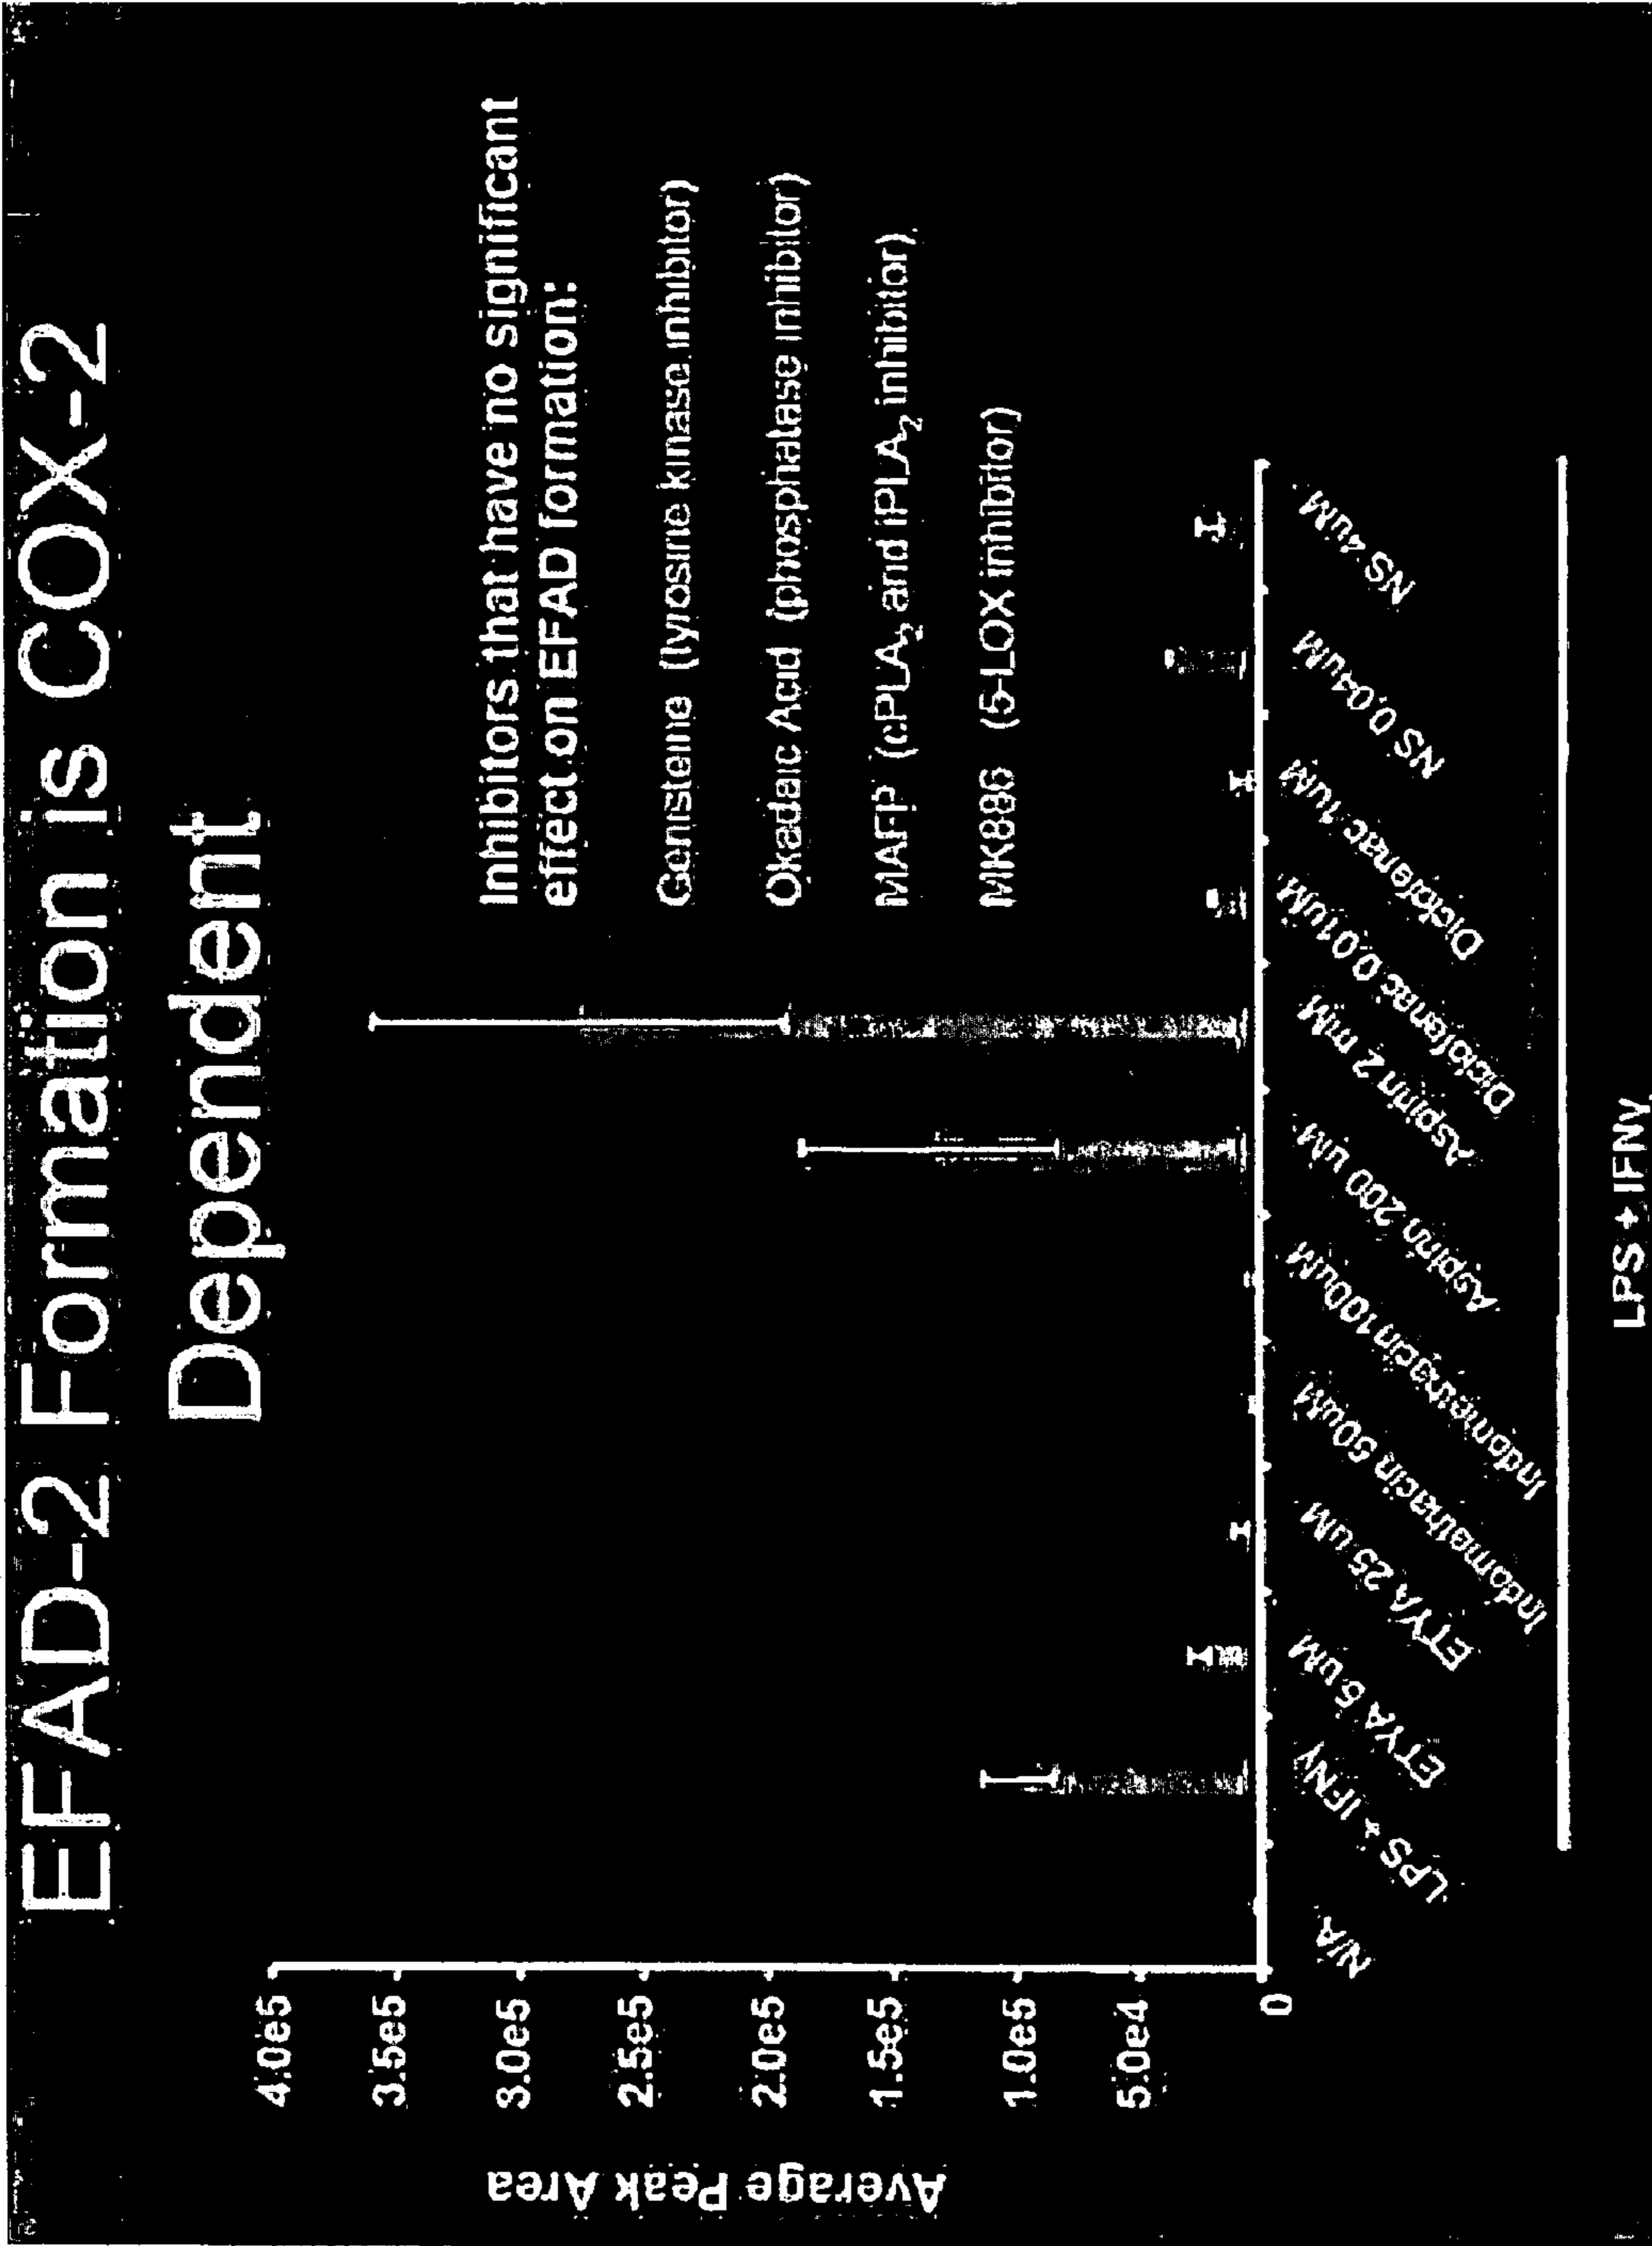 EFAD-2 Formation is COX-2
Dependent
Inhibitors that have no significant
effect on EFAD formation:
Genisteine (tyrosine kinase inhibitor)
Okadaic Acid (phosphatase inhibitor)
MAFP (cPLA₂ and iPLA₂ inhibitor)
MK886 (5-LOX inhibitor)
Average Peak Area
4.0e5
3.5e5
3.0e5
2.5e5
2.0e5
1.5e5
1.0e5
5.0e4
0
N/A
LPS + IFNγ
ETYA 5 uM
ETYA 25 uM
Indomethacin 50uM
Indomethacin 100uM
Aspirin 200 uM
Aspirin 2 mM
Diclofenac 0.01uM
Diclofenac 1uM
NS 0.04uM
NS 4uM
LPS + IFNγ